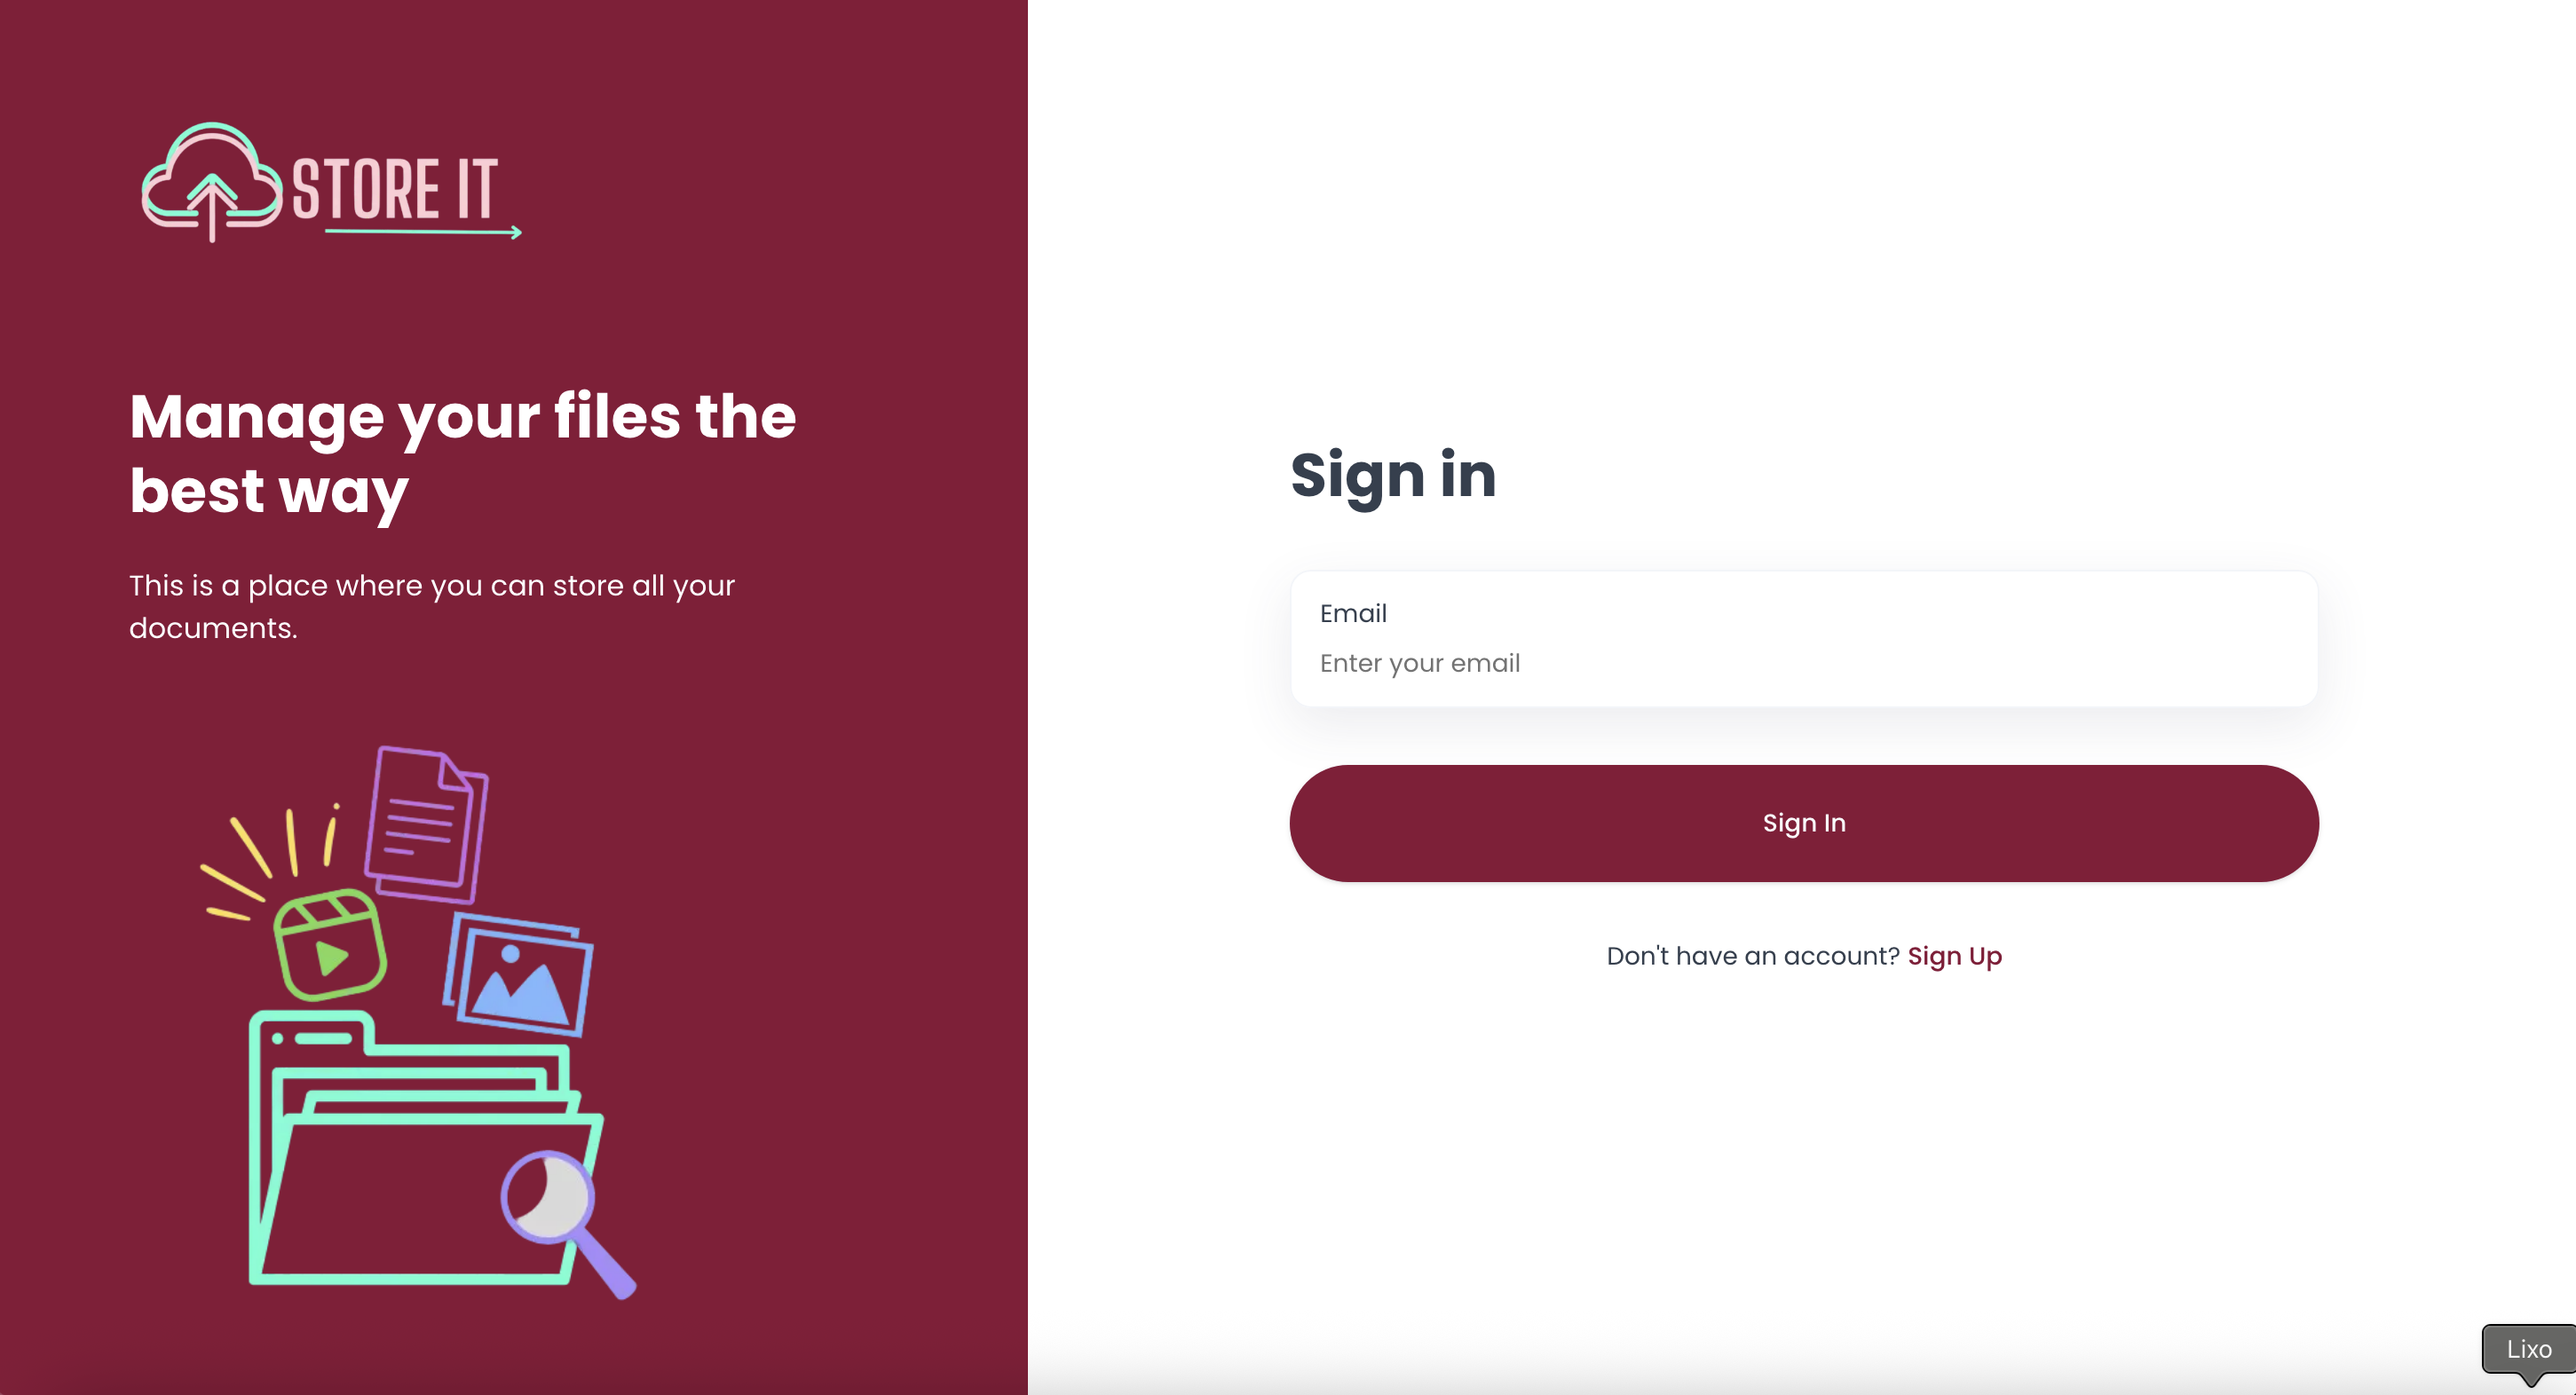 STORE IT
Manage your files the
best way
This is a place where you can store all your
documents.
Sign in
Email
Enter your email
Sign In
Don't have an account? Sign Up
Lixo